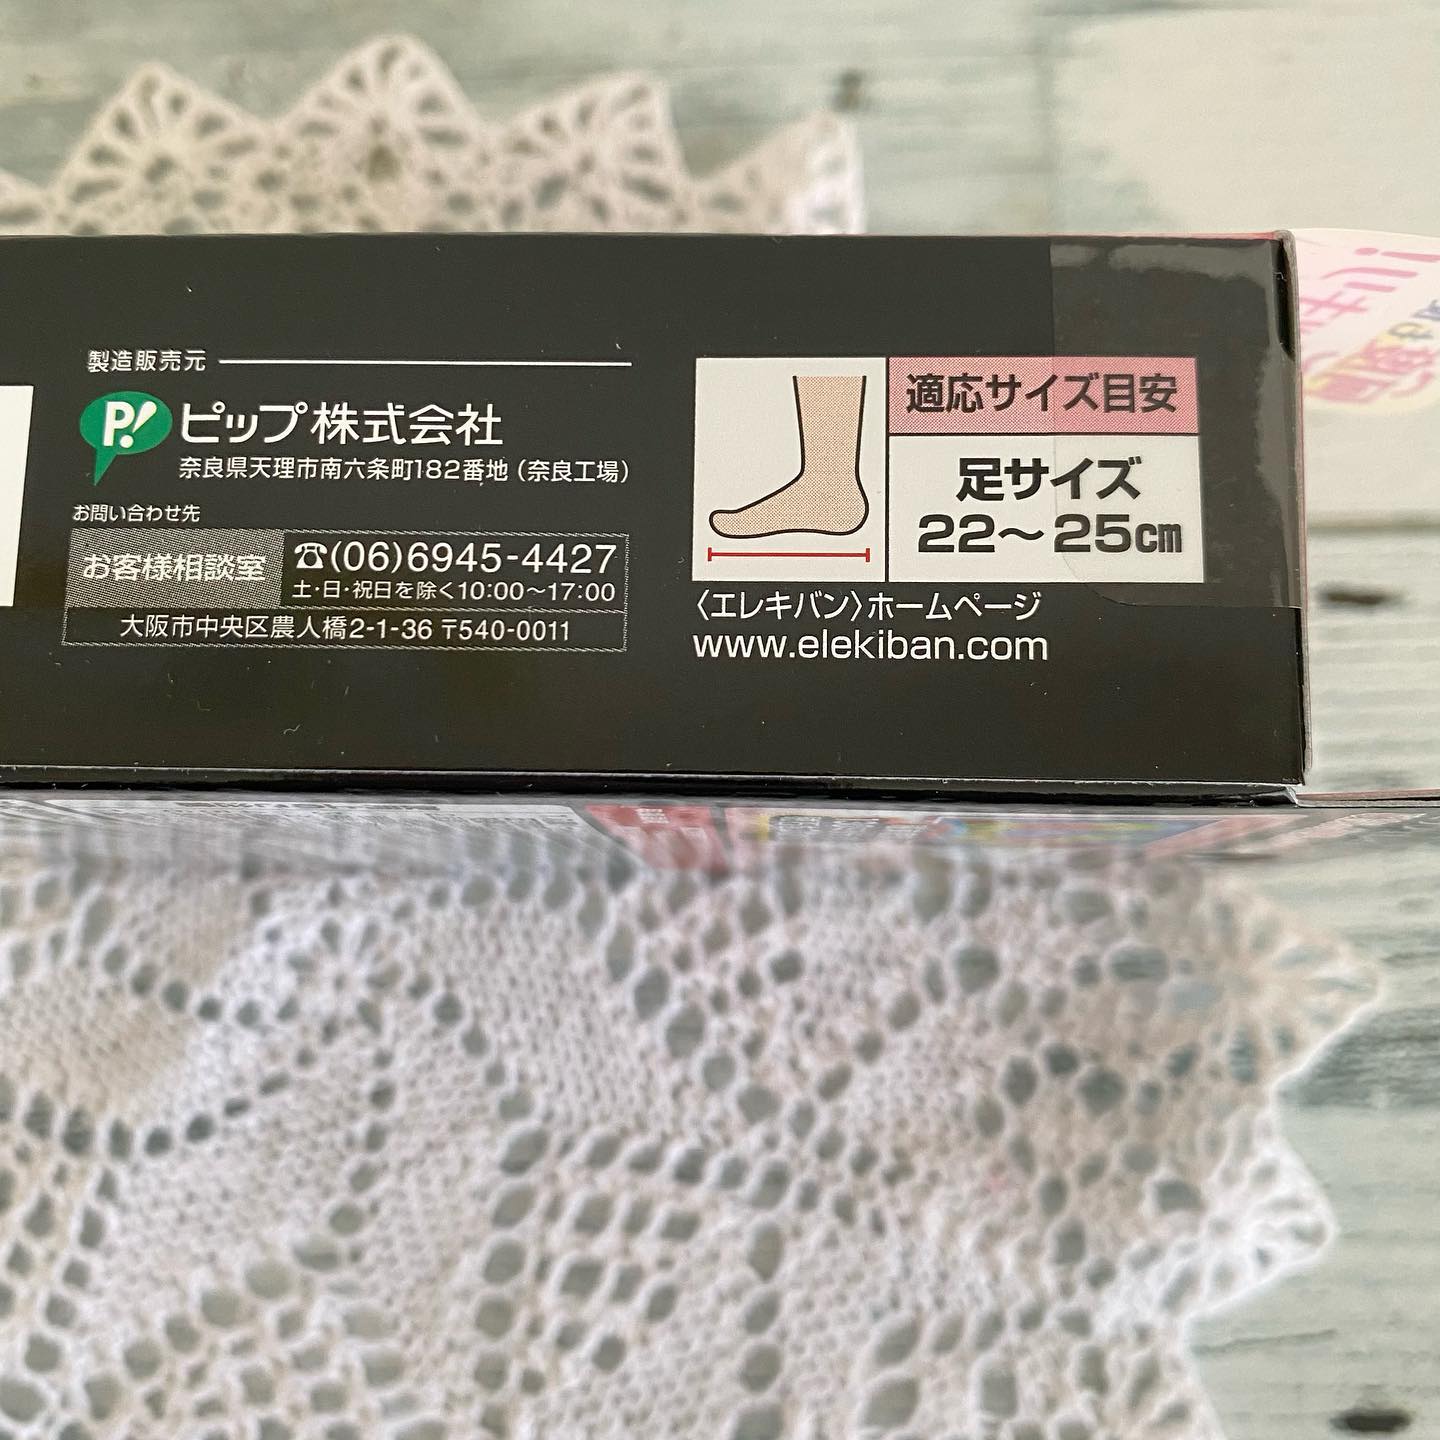 製造販売元
P! ピップ株式会社
奈良県天理市南六条町182番地（奈良工場）
お問い合わせ先
お客様相談室
☎(06)6945-4427
土・日・祝日を除く10:00～17:00
大阪市中央区農人橋2-1-36 〒540-0011
適応サイズ目安
足サイズ
22～25cm
〈エレキバン〉ホームページ
www.elekiban.com